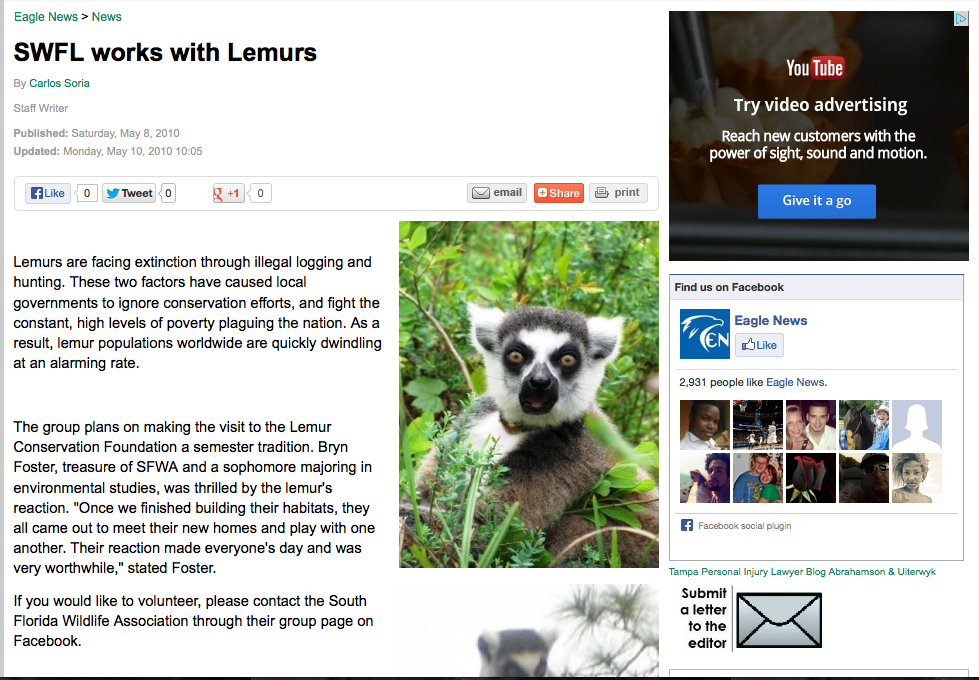 Eagle News > News
SWFL works with Lemurs
By Carlos Soria
Staff Writer
Published: Saturday, May 8, 2010
Updated: Monday, May 10, 2010 10:05
Like 0 Tweet 0 +1 0 email Share print
Lemurs are facing extinction through illegal logging and
hunting. These two factors have caused local
governments to ignore conservation efforts, and fight the
constant, high levels of poverty plaguing the nation. As a
result, lemur populations worldwide are quickly dwindling
at an alarming rate.
The group plans on making the visit to the Lemur
Conservation Foundation a semester tradition. Bryn
Foster, treasure of SFWA and a sophomore majoring in
environmental studies, was thrilled by the lemur's
reaction. "Once we finished building their habitats, they
all came out to meet their new homes and play with one
another. Their reaction made everyone's day and was
very worthwhile," stated Foster.
If you would like to volunteer, please contact the South
Florida Wildlife Association through their group page on
Facebook.
YouTube
Try video advertising
Reach new customers with the
power of sight, sound and motion.
Give it a go
Find us on Facebook
EN
Eagle News
Like
2,931 people like Eagle News.
Facebook social plugin
Tampa Personal Injury Lawyer Blog Abrahamson & Uiterwyk
Submit
a letter
to the
editor